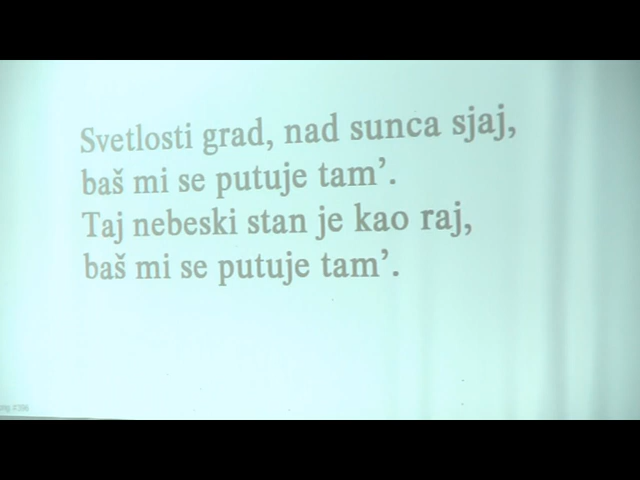 Svetlosti grad, nad sunca sjaj,
baš mi se putuje tam’.
Taj nebeski stan je kao raj,
baš mi se putuje tam’.
#396